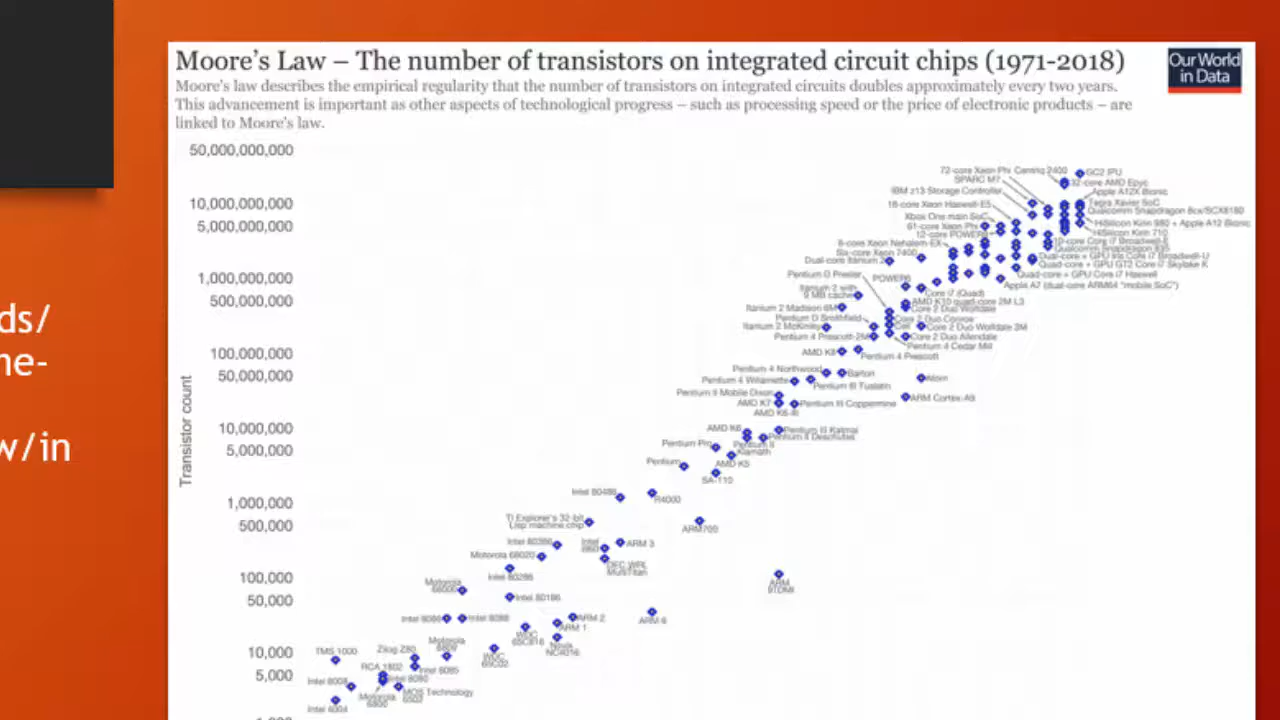 ds/
ne-
w/in
Moore's Law – The number of transistors on integrated circuit chips (1971-2018)
Our World
in Data
Moore's law describes the empirical regularity that the number of transistors on integrated circuits doubles approximately every two years.
This advancement is important as other aspects of technological progress – such as processing speed or the price of electronic products – are
linked to Moore's law.
Transistor count
50,000,000,000
10,000,000,000
5,000,000,000
1,000,000,000
500,000,000
100,000,000
50,000,000
10,000,000
5,000,000
1,000,000
500,000
100,000
50,000
10,000
5,000
72-core Xeon Phi Centriq 2400
GC2 IPU
SPARC M7
32-core AMD Epyc
IBM z13 Storage Controller
Apple A12X Bionic
Tegra Xavier SoC
18-core Xeon Haswell-E5
Qualcomm Snapdragon 8cx/SCX8180
Xbox One main SoC
HiSilicon Kirin 980 + Apple A12 Bionic
61-core Xeon Phi
12-core POWER8
HiSilicon Kirin 710
8-core Xeon Nehalem-EX
10-core Core i7 Broadwell-E
Six-core Xeon 7400
Qualcomm Snapdragon 835
Dual-core Itanium 2
Dual-core + GPU Iris Core i7 Broadwell-U
Quad-core + GPU GT2 Core i7 Skylake K
Pentium D Presler
POWER6
Quad-core + GPU Core i7 Haswell
Itanium 2 with
9 MB cache
Apple A7 (dual-core ARM64 "mobile SoC")
Core i7 (Quad)
AMD K10 quad-core 2M L3
Itanium 2 Madison 6M
Core 2 Duo Wolfdale
Pentium D Smithfield
Core 2 Duo Conroe
Itanium 2 McKinley
Cell
Core 2 Duo Wolfdale 3M
Pentium 4 Prescott-2M
Core 2 Duo Allendale
Pentium 4 Cedar Mill
AMD K8
Pentium 4 Prescott
Pentium 4 Northwood
Barton
Pentium 4 Willamette
Pentium III Tualatin
Atom
Pentium II Mobile Dixon
ARM Cortex-A9
AMD K7
Pentium III Coppermine
AMD K6-III
AMD K6
Pentium III Katmai
Pentium II Deschutes
Pentium Pro
Pentium II
Klamath
Pentium
AMD K5
SA-110
Intel 80486
R4000
TI Explorer's 32-bit
Lisp machine chip
ARM700
Intel 80386
Intel
i960
ARM 3
Motorola 68020
DEC WRL
MultiTitan
Intel 80286
ARM
9TDMI
Motorola
68000
Intel 80186
Intel 8086
Intel 8088
ARM 2
ARM 6
ARM 1
WDC
65C816
Novix
NC4016
Motorola
6809
TMS 1000
Zilog Z80
WDC
65C02
RCA 1802
Intel 8085
Intel 8008
Intel 8080
Motorola
6800
MOS Technology
6502
Intel 4004